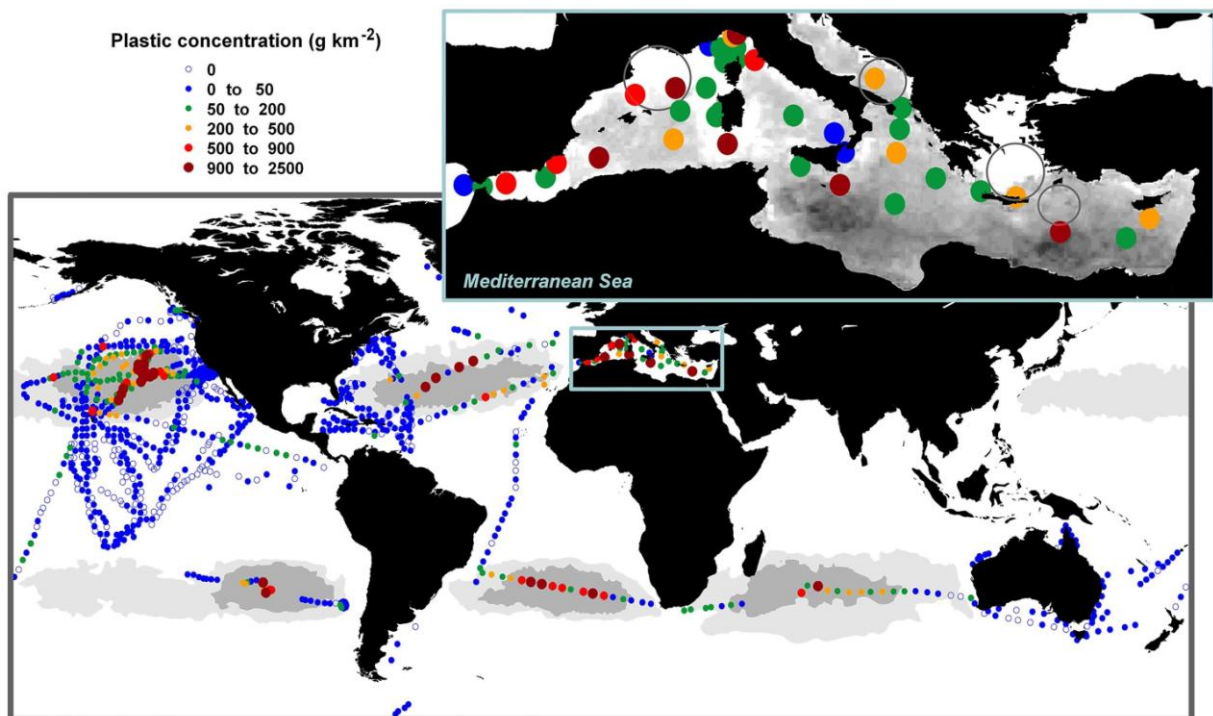 Plastic concentration (g km-2)
0
0 to 50
50 to 200
200 to 500
500 to 900
900 to 2500
Mediterranean Sea